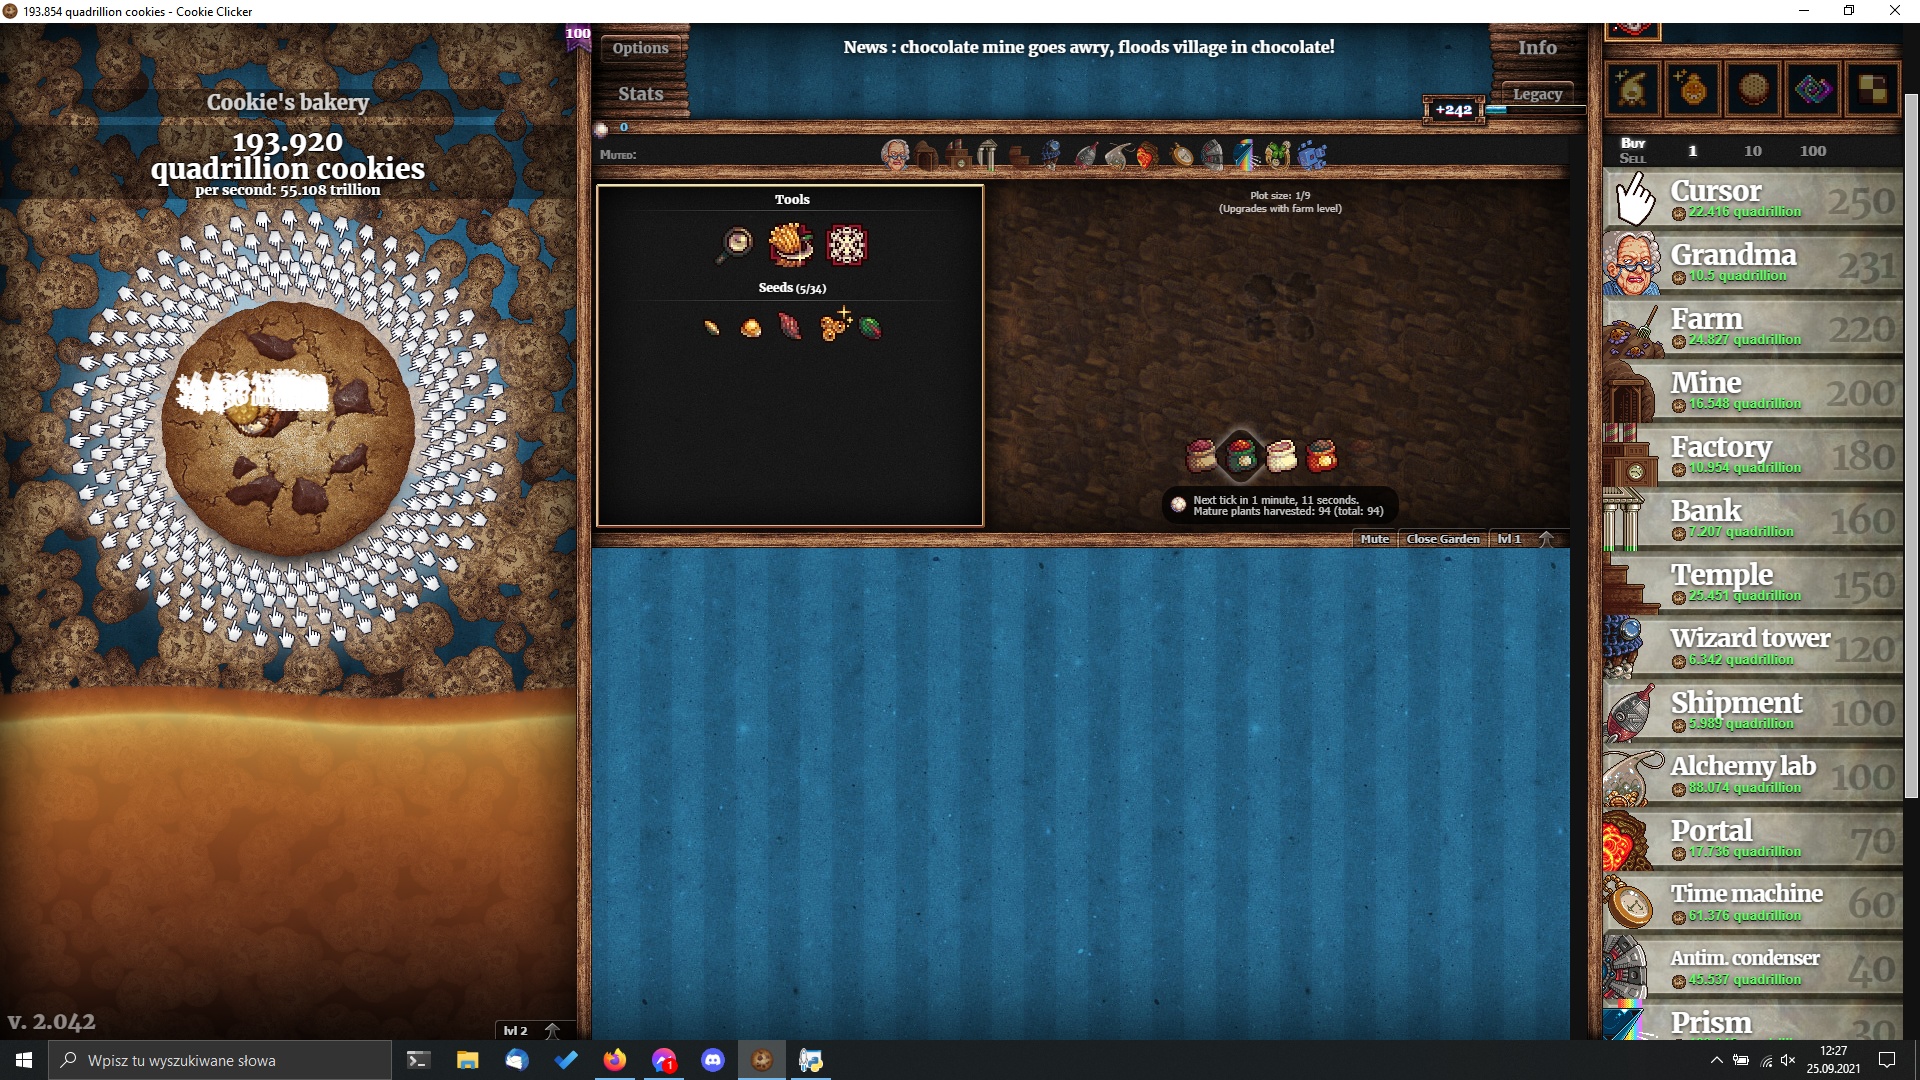 193.854 quadrillion cookies - Cookie Clicker
100
Options
Stats
News : chocolate mine goes awry, floods village in chocolate!
Info
Legacy
+242
Cookie's bakery
193.920
quadrillion cookies
per second: 55.108 trillion
0
Muted:
Tools
Seeds (5/34)
Plot size: 1/9
(Upgrades with farm level)
Next tick in 1 minute, 11 seconds.
Mature plants harvested: 94 (total: 94)
Mute
Close Garden
lvl 1
Buy
Sell
1
10
100
Cursor
22.416 quadrillion
250
Grandma
10.5 quadrillion
231
Farm
24.827 quadrillion
220
Mine
16.548 quadrillion
200
Factory
10.954 quadrillion
180
Bank
7.207 quadrillion
160
Temple
25.451 quadrillion
150
Wizard tower
6.342 quadrillion
120
Shipment
5.989 quadrillion
100
Alchemy lab
88.074 quadrillion
100
Portal
17.736 quadrillion
70
Time machine
61.376 quadrillion
60
Antim. condenser
45.537 quadrillion
40
Prism
30
v. 2.042
lvl 2
Wpisz tu wyszukiwane słowa
1
12:27
25.09.2021